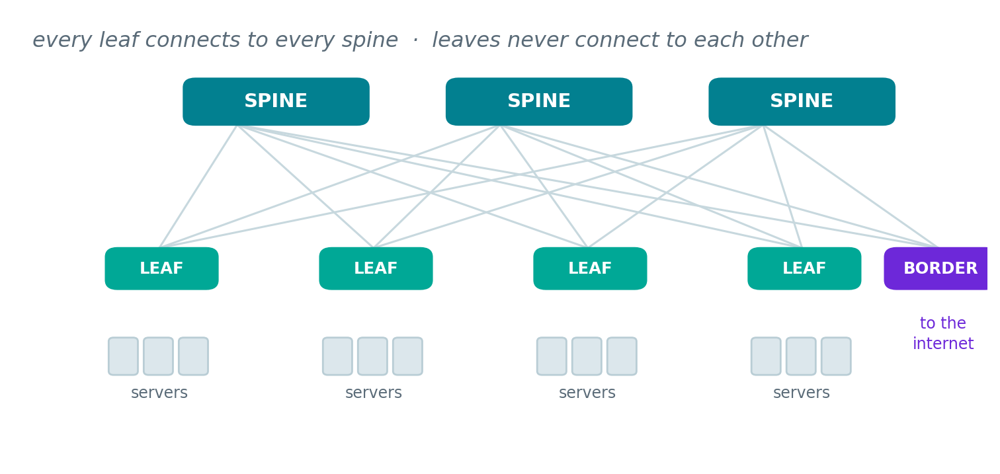 every leaf connects to every spine · leaves never connect to each other
SPINE SPINE SPINE
LEAF LEAF LEAF LEAF BORDER
to the
internet
servers servers servers servers